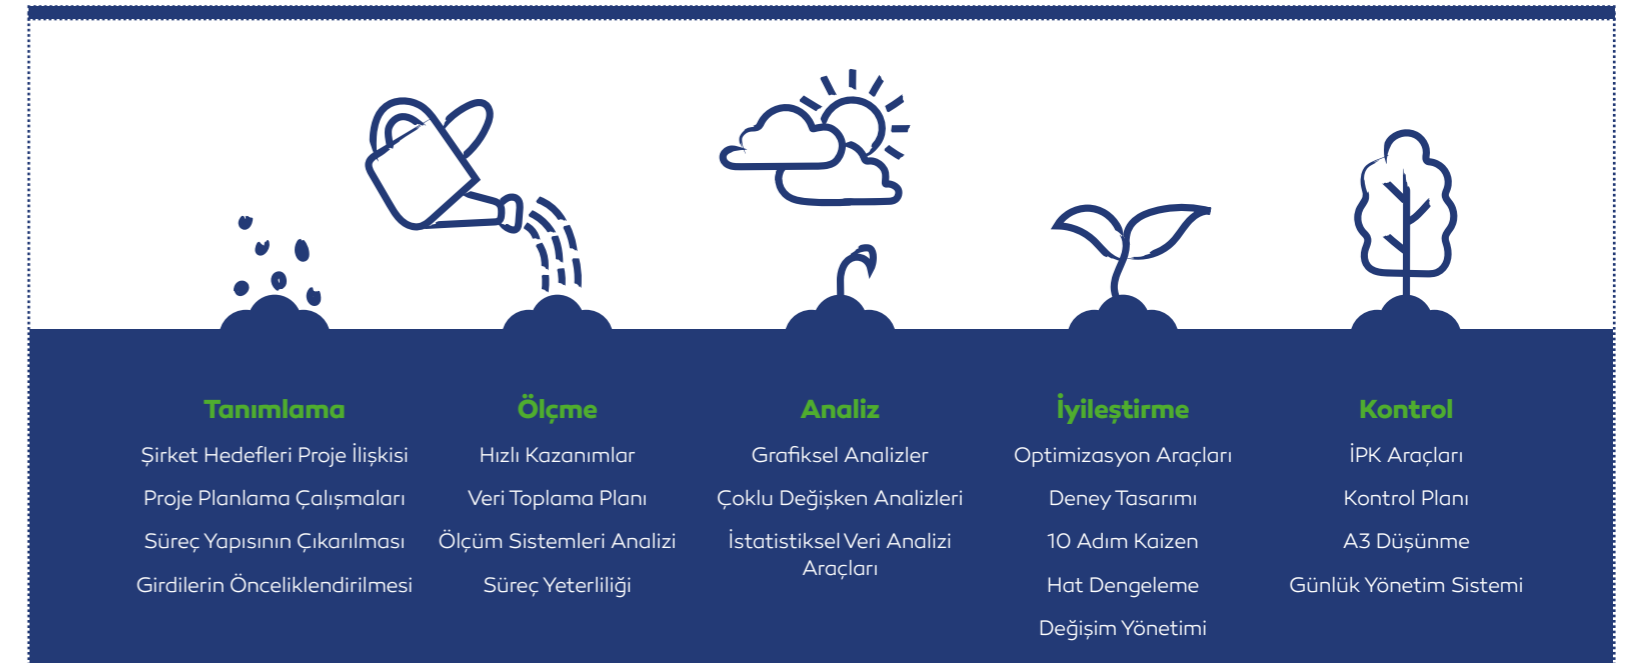 Tanımlama
Şirket Hedefleri Proje İlişkisi
Proje Planlama Çalışmaları
Süreç Yapısının Çıkarılması
Girdilerin Önceliklendirilmesi
Ölçme
Hızlı Kazanımlar
Veri Toplama Planı
Ölçüm Sistemleri Analizi
Süreç Yeterliliği
Analiz
Grafiksel Analizler
Çoklu Değişken Analizleri
İstatistiksel Veri Analizi
Araçları
İyileştirme
Optimizasyon Araçları
Deney Tasarımı
10 Adım Kaizen
Hat Dengeleme
Değişim Yönetimi
Kontrol
İPK Araçları
Kontrol Planı
A3 Düşünme
Günlük Yönetim Sistemi